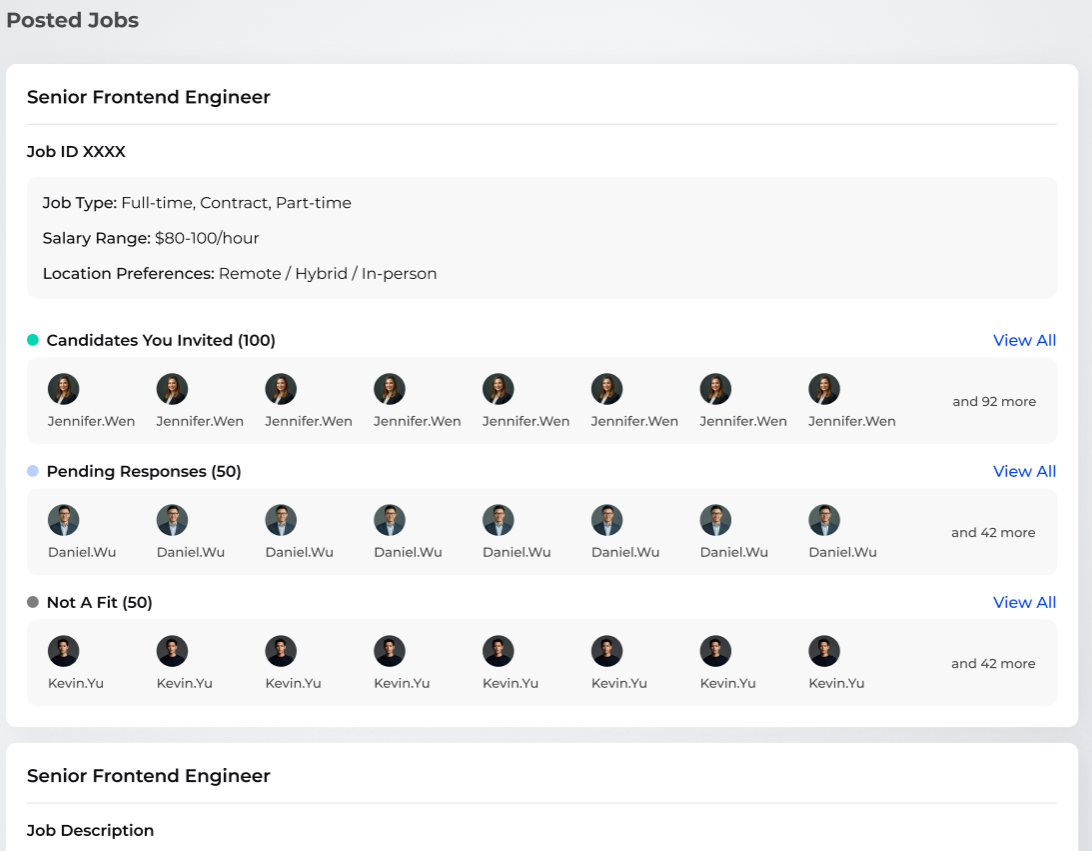 Posted Jobs
Senior Frontend Engineer
Job ID XXXX
Job Type: Full-time, Contract, Part-time
Salary Range: $80-100/hour
Location Preferences: Remote / Hybrid / In-person
Candidates You Invited (100) View All
Jennifer.Wen Jennifer.Wen Jennifer.Wen Jennifer.Wen Jennifer.Wen Jennifer.Wen Jennifer.Wen Jennifer.Wen and 92 more
Pending Responses (50) View All
Daniel.Wu Daniel.Wu Daniel.Wu Daniel.Wu Daniel.Wu Daniel.Wu Daniel.Wu Daniel.Wu and 42 more
Not A Fit (50) View All
Kevin.Yu Kevin.Yu Kevin.Yu Kevin.Yu Kevin.Yu Kevin.Yu Kevin.Yu Kevin.Yu and 42 more
Senior Frontend Engineer
Job Description